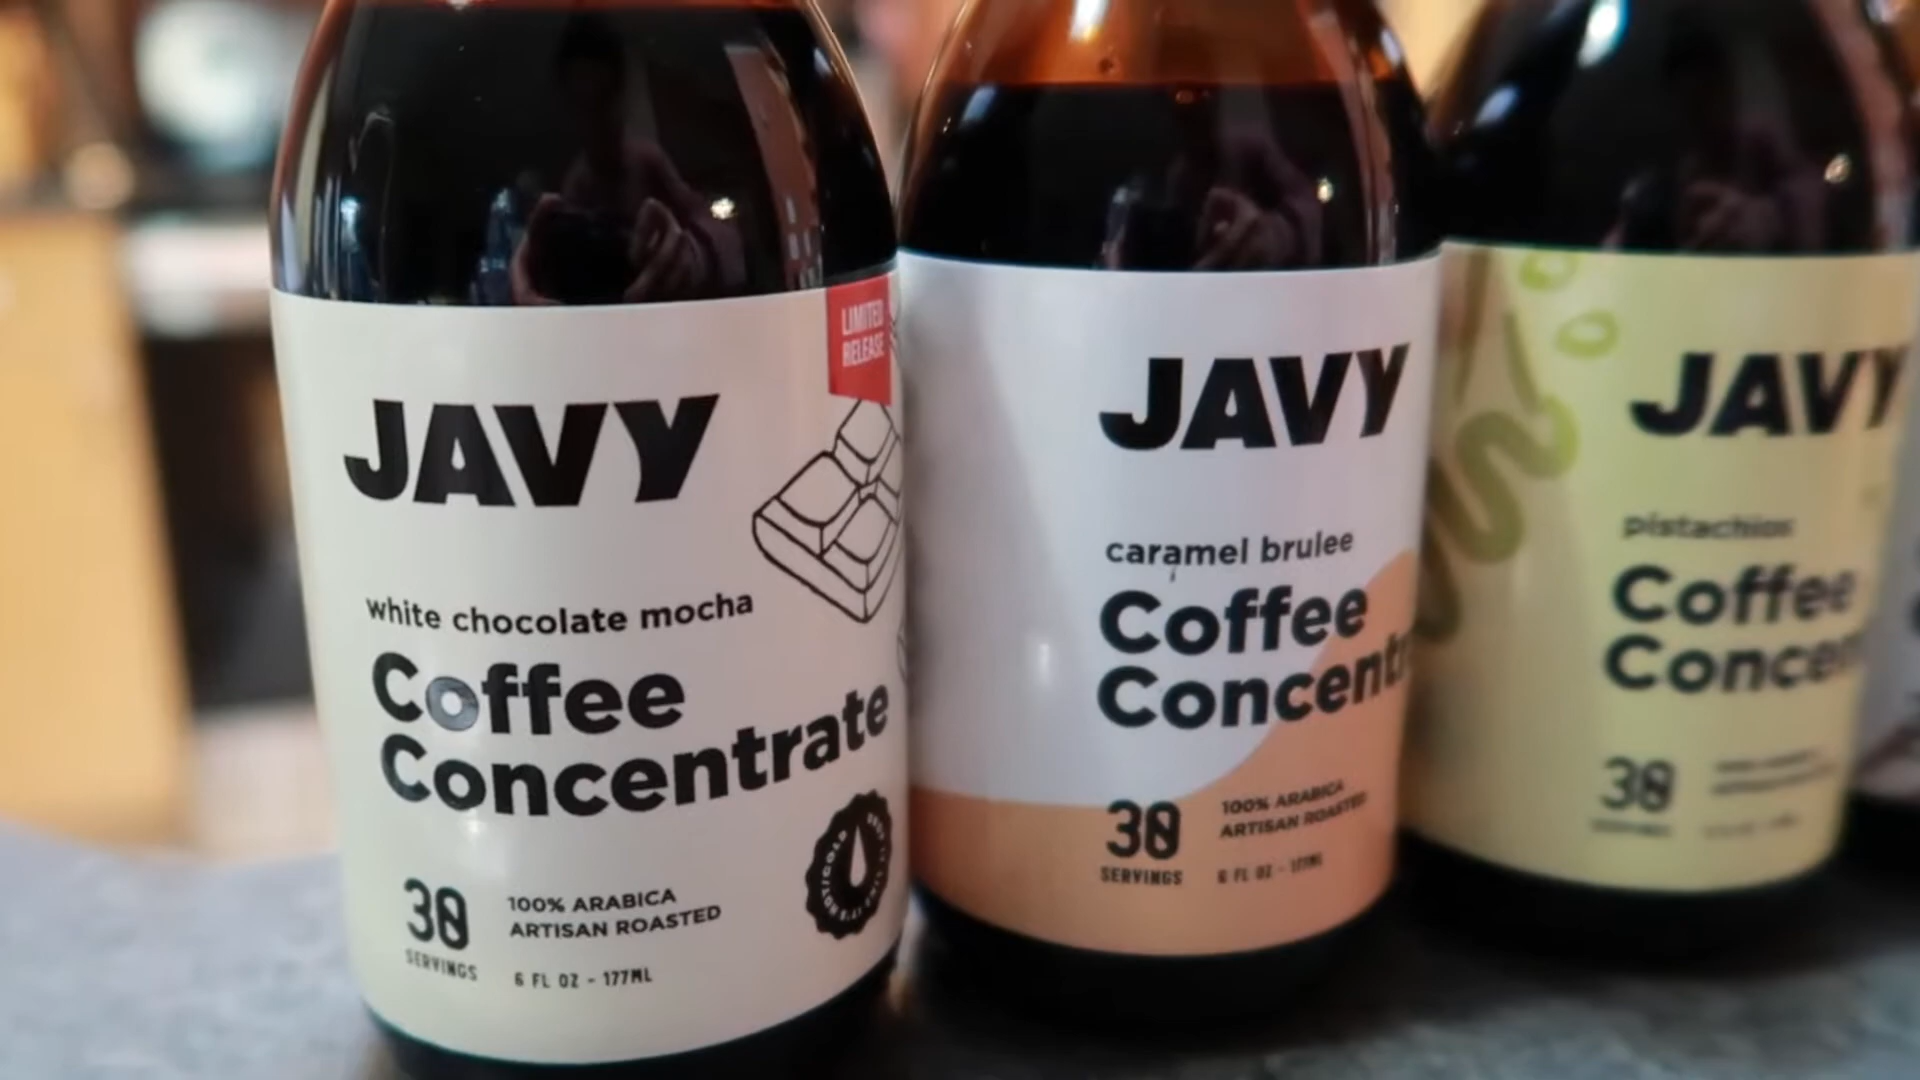 LIMITED
RELEASE
JAVY
white chocolate mocha
Coffee
Concentrate
30
SERVINGS
100% ARABICA
ARTISAN ROASTED
6 FL OZ - 177ML
JAVY
caramel brulee
Coffee
Concentr
30
SERVINGS
100% ARABICA
ARTISAN ROASTED
6 FL OZ - 177ML
JAVY
pistachio
Coffee
Concen
30